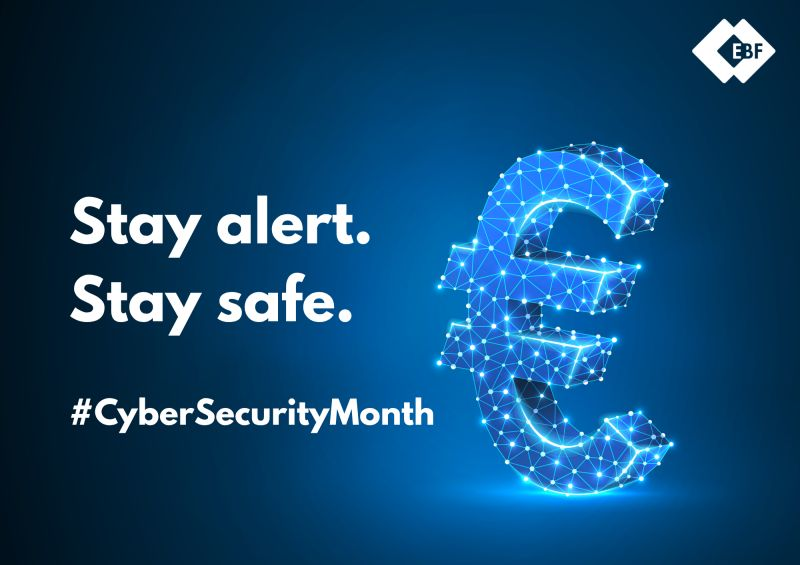 EBF
Stay alert.
Stay safe.
#CyberSecurityMonth
€